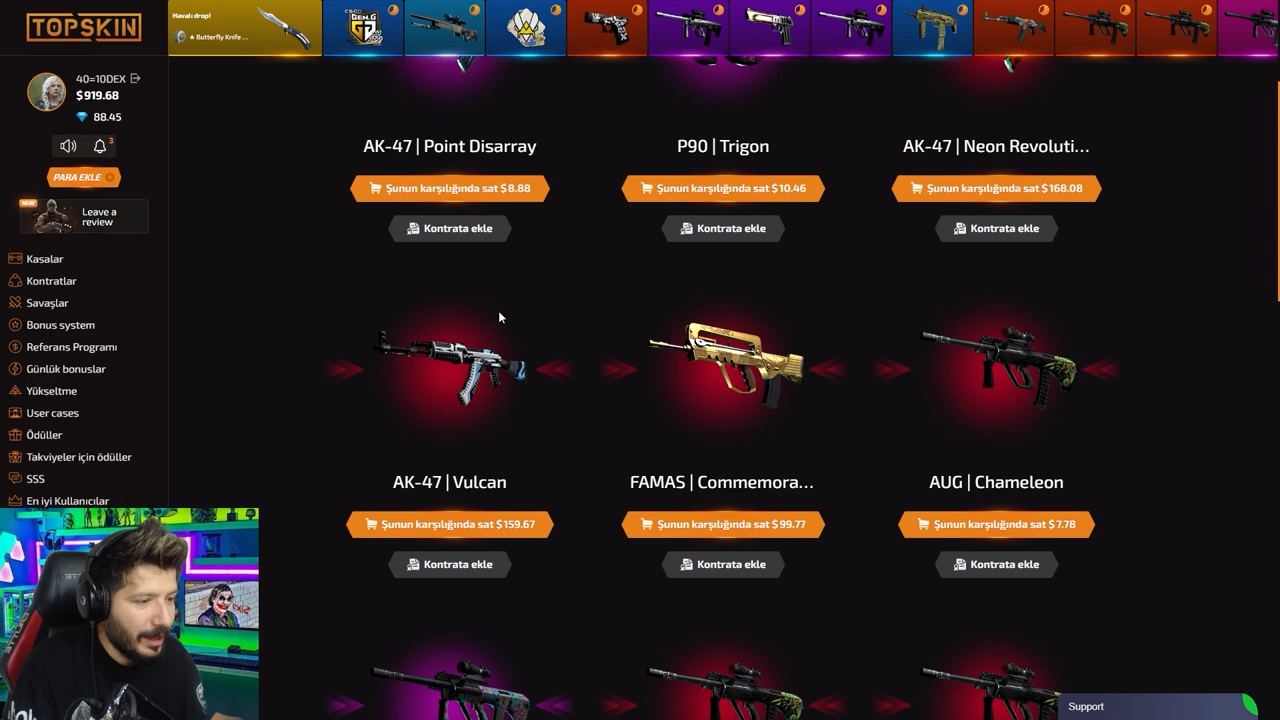 TOPSKIN
Havalı drop!
★ Butterfly Knife ...
GEN.G
40=10DEX
$919.68
88.45
3
PARA EKLE
NEW
Leave a
review
Kasalar
Kontratlar
Savaşlar
Bonus system
Referans Programı
Günlük bonuslar
Yükseltme
User cases
Ödüller
Takviyeler için ödüller
SSS
En iyi Kullanıcılar
AK-47 | Point Disarray
P90 | Trigon
AK-47 | Neon Revoluti...
Şunun karşılığında sat $8.88
Şunun karşılığında sat $10.46
Şunun karşılığında sat $168.08
Kontrata ekle
Kontrata ekle
Kontrata ekle
AK-47 | Vulcan
FAMAS | Commemora...
AUG | Chameleon
Şunun karşılığında sat $159.67
Şunun karşılığında sat $99.77
Şunun karşılığında sat $7.78
Kontrata ekle
Kontrata ekle
Kontrata ekle
Support